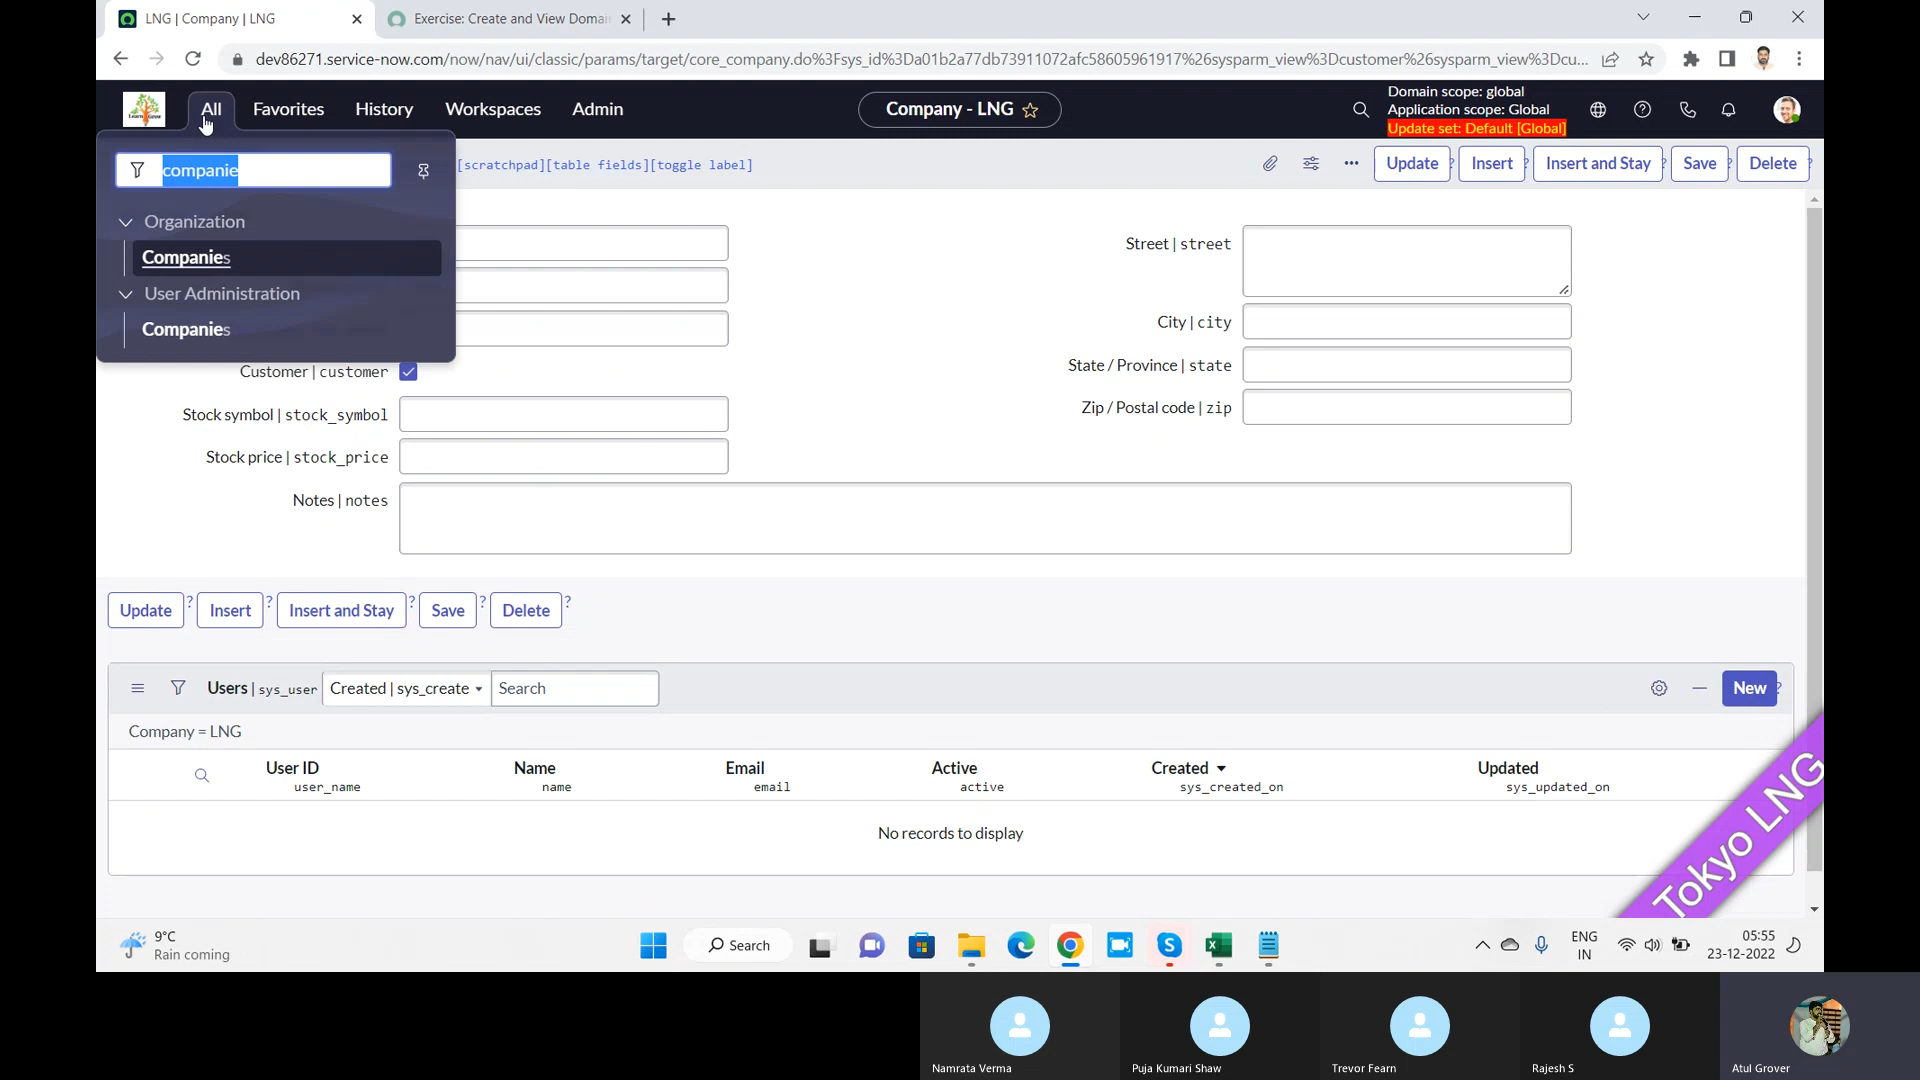 LNG | Company | LNG
Exercise: Create and View Domai
dev86271.service-now.com/now/nav/ui/classic/params/target/core_company.do%3Fsys_id%3Da01b2a77db73911072afc58605961917%26sysparm_view%3Dcustomer%26sysparm_view%3Dcu...
Learn Grow
All
Favorites
History
Workspaces
Admin
Company - LNG
Domain scope: global
Application scope: Global
Update set: Default [Global]
companie
[scratchpad][table fields][toggle label]
Update ?
Insert ?
Insert and Stay ?
Save ?
Delete ?
Organization
Companies
User Administration
Companies
Customer | customer
Stock symbol | stock_symbol
Stock price | stock_price
Notes | notes
Street | street
City | city
State / Province | state
Zip / Postal code | zip
Update ?
Insert ?
Insert and Stay ?
Save ?
Delete ?
Users | sys_user
Created | sys_create
Search
New ?
Company = LNG
User ID
user_name
Name
name
Email
email
Active
active
Created
sys_created_on
Updated
sys_updated_on
No records to display
Tokyo LNG
9°C
Rain coming
Search
ENG
IN
05:55
23-12-2022
Namrata Verma
Puja Kumari Shaw
Trevor Fearn
Rajesh S
Atul Grover